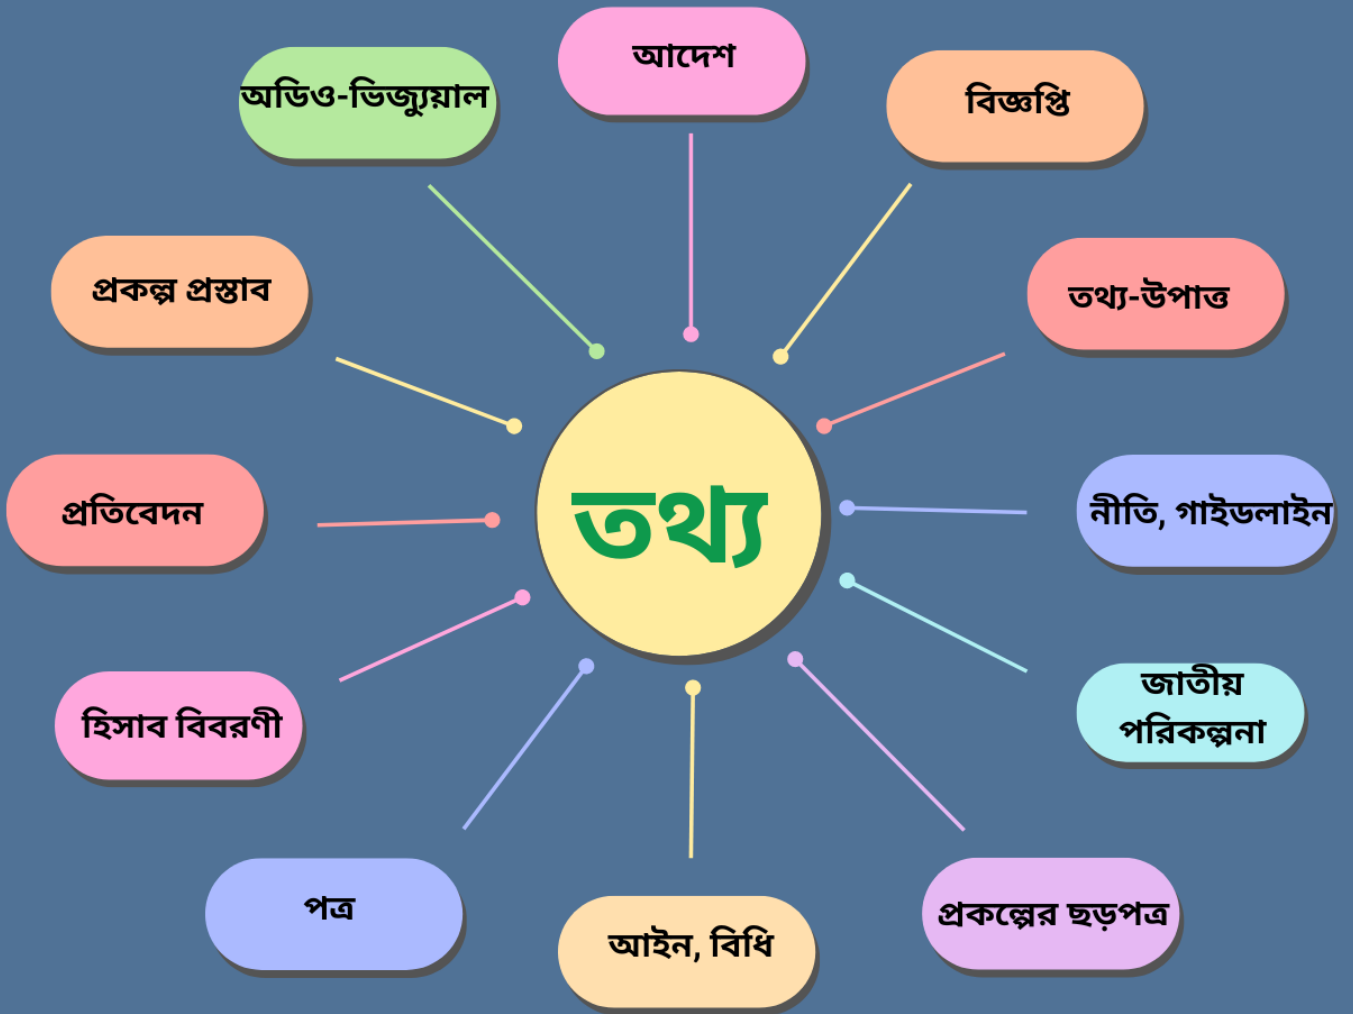 আদেশ
অডিও-ভিজ্যুয়াল
বিজ্ঞপ্তি
প্রকল্প প্রস্তাব
তথ্য-উপাত্ত
তথ্য
প্রতিবেদন
নীতি, গাইডলাইন
হিসাব বিবরণী
জাতীয়
পরিকল্পনা
পত্র
আইন, বিধি
প্রকল্পের ছড়পত্র